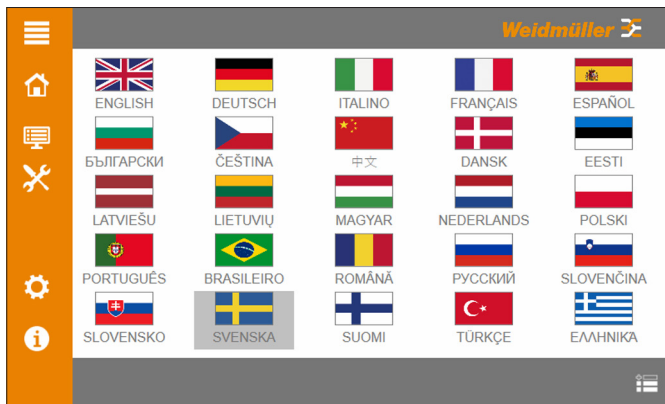 Weidmüller
ENGLISH DEUTSCH ITALINO FRANÇAIS ESPAÑOL
БЪЛГАРСКИ ČEŠTINA 中文 DANSK EESTI
LATVIEŠU LIETUVIŲ MAGYAR NEDERLANDS POLSKI
PORTUGUÊS BRASILEIRO ROMÂNĂ РУССКИЙ SLOVENČINA
SLOVENSKO SVENSKA SUOMI TÜRKÇE ΕΛΛΗΝΙΚΆ